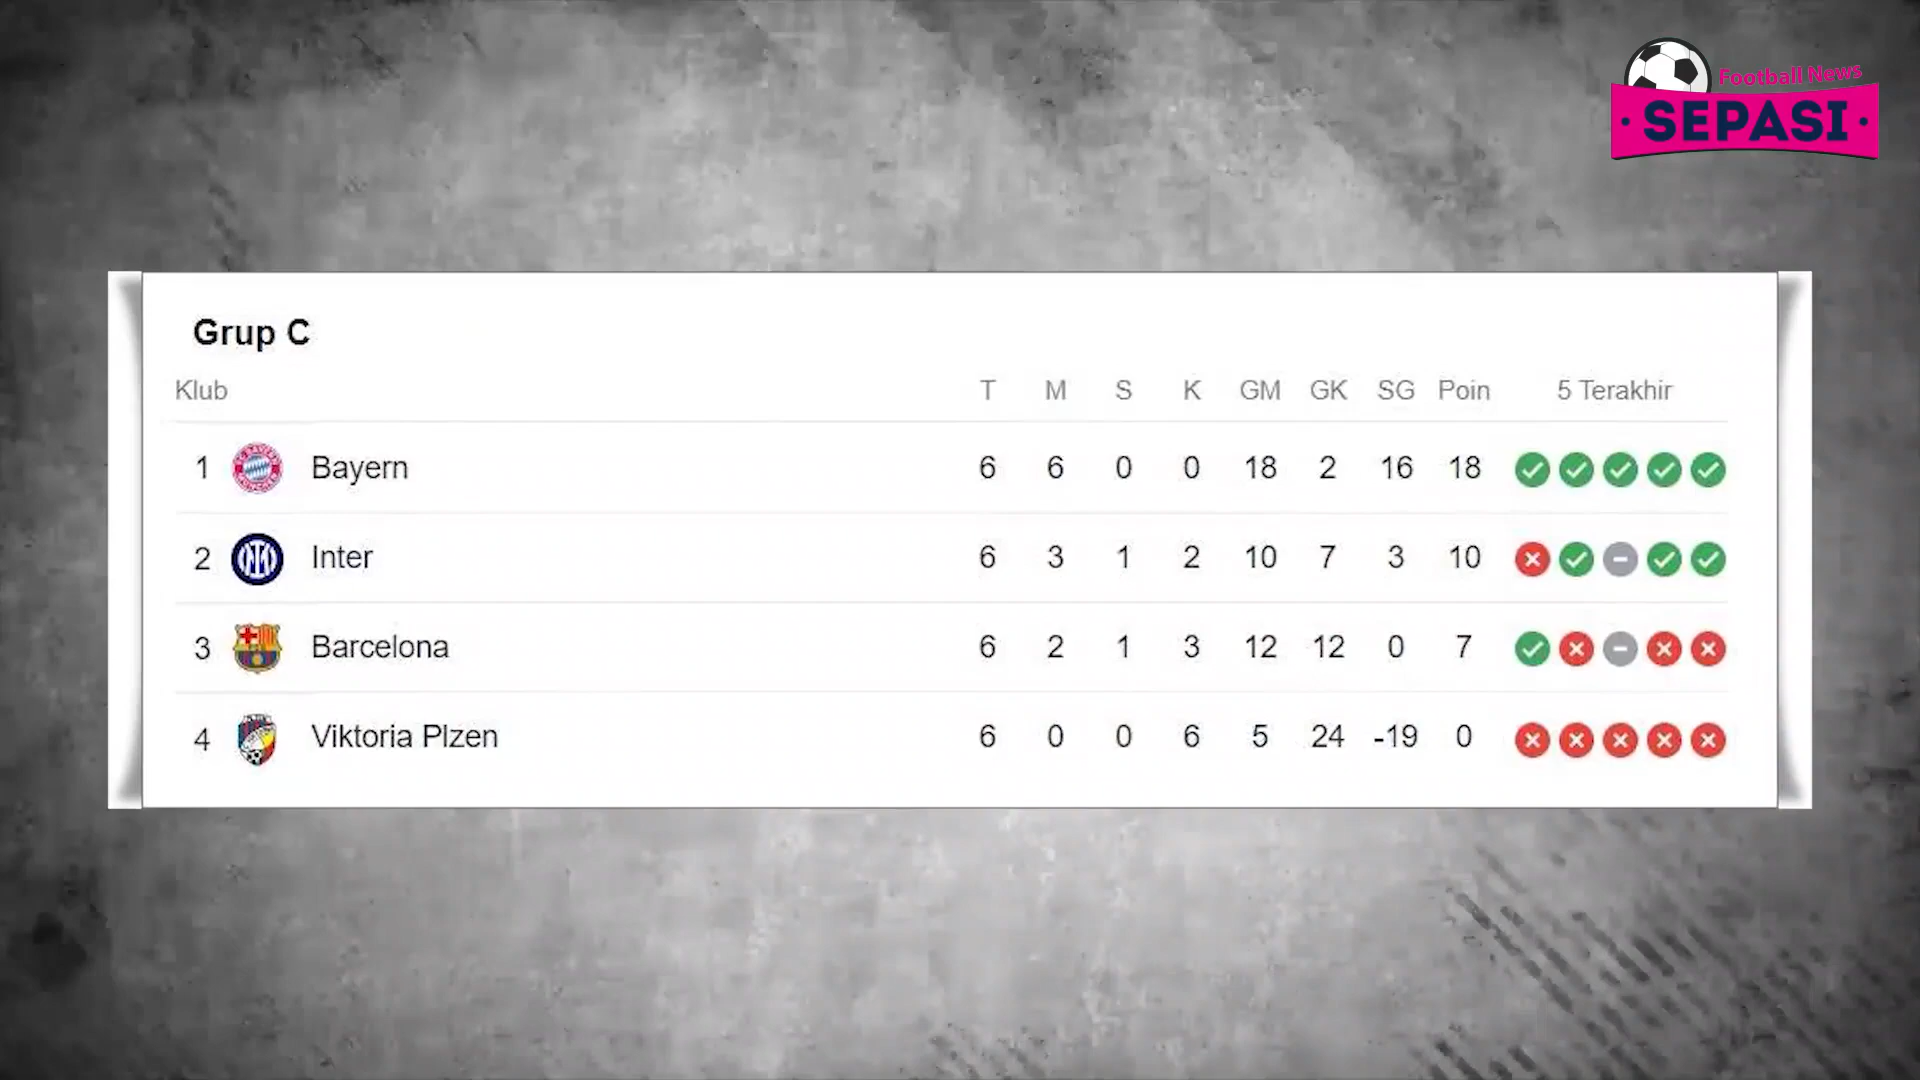 Football News
• SEPASI •
Grup C
Klub T M S K GM GK SG Poin 5 Terakhir
1 Bayern 6 6 0 0 18 2 16 18
2 Inter 6 3 1 2 10 7 3 10
3 Barcelona 6 2 1 3 12 12 0 7
4 Viktoria Plzen 6 0 0 6 5 24 -19 0